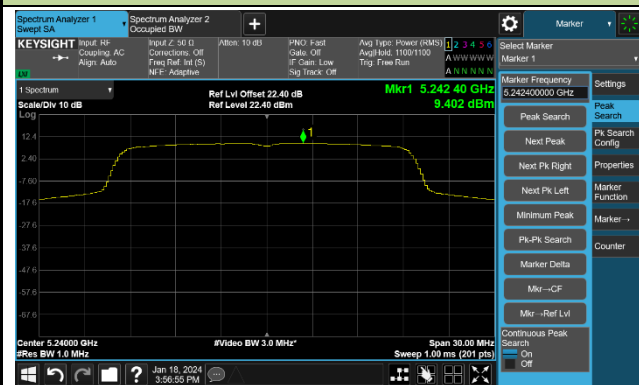 Spectrum Analyzer 1
Swept SA
Spectrum Analyzer 2
Occupied BW
+
Marker
KEYSIGHT
Input: RF
Coupling: AC
Align: Auto
Input Z: 50 Ω
Corrections: Off
Freq Ref: Int (S)
NFE: Adaptive
Atten: 10 dB
PNO: Fast
Gate: Off
IF Gain: Low
Sig Track: Off
Avg Type: Power (RMS)
Avg|Hold: 1100/1100
Trig: Free Run
1 2 3 4 5 6
A W W W W W
A N N N N N
Select Marker
Marker 1
LXI
1 Spectrum
Scale/Div 10 dB
Log
Ref Lvl Offset 22.40 dB
Ref Level 22.40 dBm
Mkr1 5.242 40 GHz
9.402 dBm
1
12.4
2.40
-7.60
-17.6
-27.6
-37.6
-47.6
-57.6
-67.6
Center 5.24000 GHz
#Res BW 1.0 MHz
#Video BW 3.0 MHz*
Span 30.00 MHz
Sweep 1.00 ms (201 pts)
Marker Frequency
5.242400000 GHz
Peak Search
Next Peak
Next Pk Right
Next Pk Left
Minimum Peak
Pk-Pk Search
Marker Delta
Mkr→CF
Mkr→Ref Lvl
Continuous Peak
Search
On
Off
Settings
Peak
Search
Pk Search
Config
Properties
Marker
Function
Marker→
Counter
?
Jan 18, 2024
3:56:55 PM